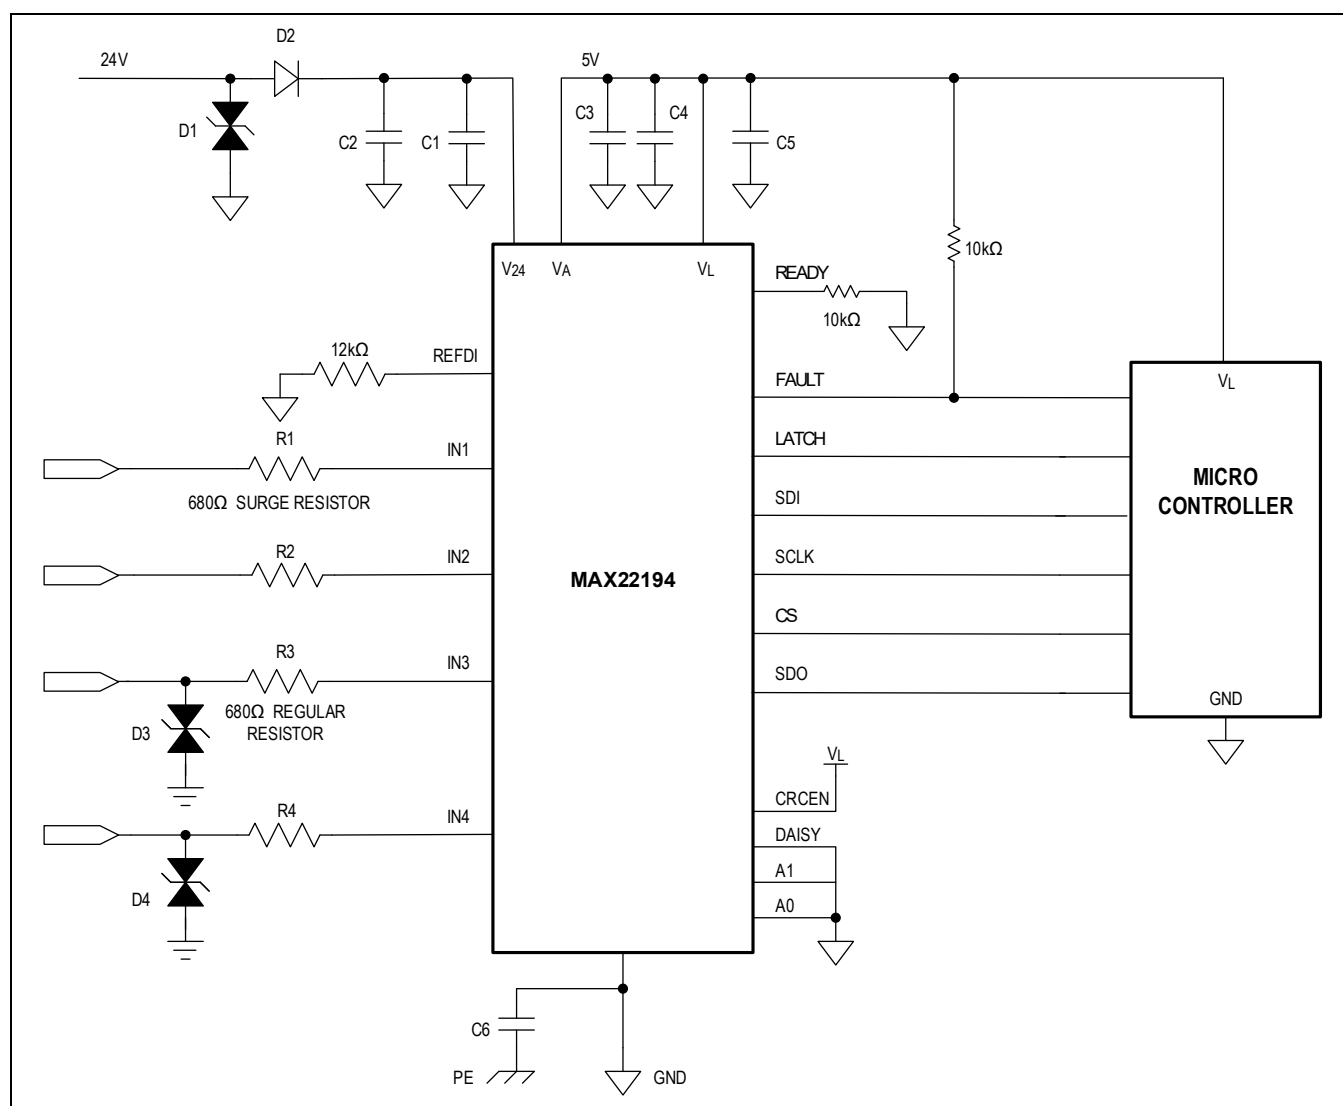 D2
24V
5V
D1
C2
C1
C3
C4
C5
10kΩ
V24
VA
VL
READY
10kΩ
12kΩ
REFDI
FAULT
VL
R1
IN1
LATCH
680Ω SURGE RESISTOR
MICRO
CONTROLLER
SDI
R2
IN2
SCLK
MAX22194
CS
R3
IN3
SDO
680Ω REGULAR
RESISTOR
D3
GND
VL
CRCEN
R4
IN4
DAISY
A1
D4
A0
C6
PE
GND